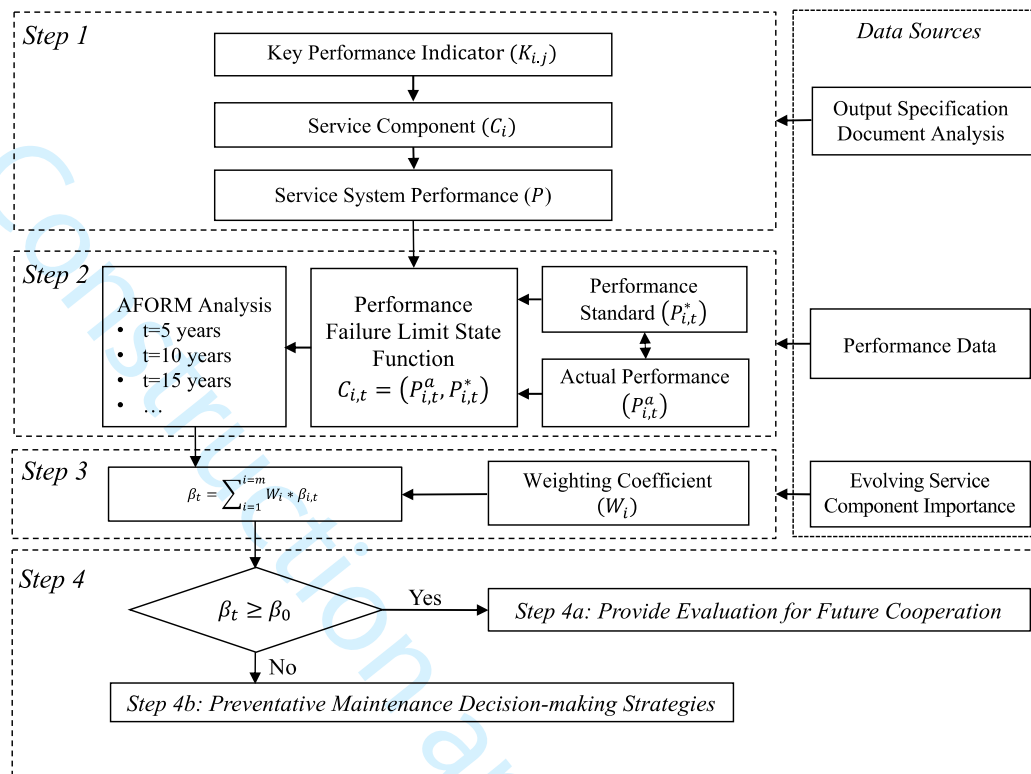 Step 1
Key Performance Indicator (K_{i.j})
Service Component (C_i)
Service System Performance (P)
Data Sources
Output Specification
Document Analysis
Step 2
AFORM Analysis
• t=5 years
• t=10 years
• t=15 years
• …
Performance
Failure Limit State
Function
C_{i,t} = (P^a_{i,t}, P^*_{i,t})
Performance
Standard (P^*_{i,t})
Actual Performance
(P^a_{i,t})
Performance Data
Step 3
β_t = ∑_{i=1}^{i=m} W_i * β_{i,t}
Weighting Coefficient
(W_i)
Evolving Service
Component Importance
Step 4
β_t ≥ β_0
Yes
Step 4a: Provide Evaluation for Future Cooperation
No
Step 4b: Preventative Maintenance Decision-making Strategies
Construction an